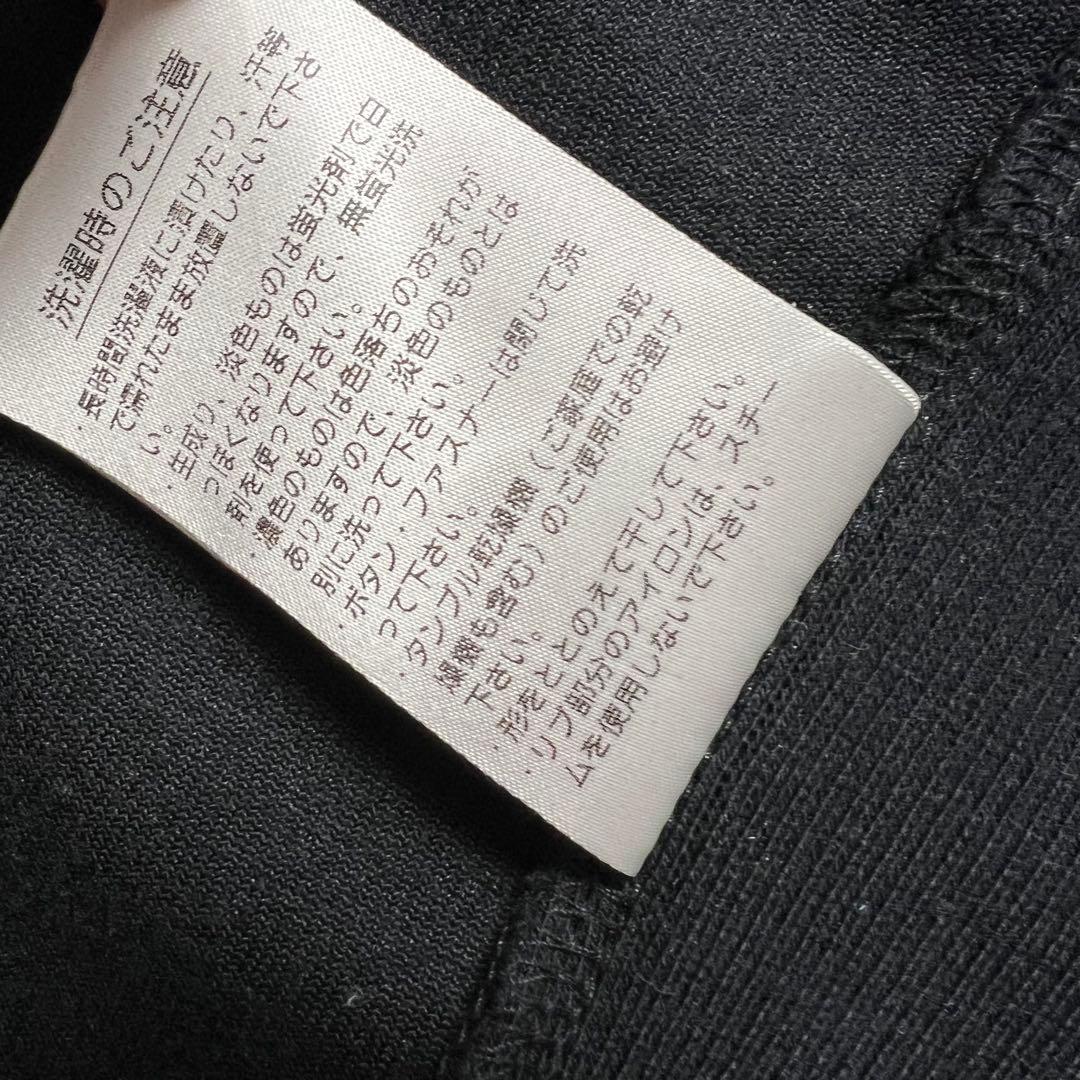 洗濯時のご注意
・長時間洗濯液に漬けたり、汗等
で濡れたまま放置しないで下さ
い。
・生成り、淡色ものは蛍光剤で白
っぽくなりますので、無蛍光洗
剤を使って下さい。
・濃色のものは色落ちのおそれが
ありますので、淡色のものとは
別に洗って下さい。
・ボタン・ファスナーは閉じて洗
って下さい。
・タンブル乾燥機（ご家庭での乾
燥機も含む）のご使用はお避け
下さい。
・形をととのえて干して下さい。
・リブ部分のアイロンは、スチー
ムを使用しないで下さい。